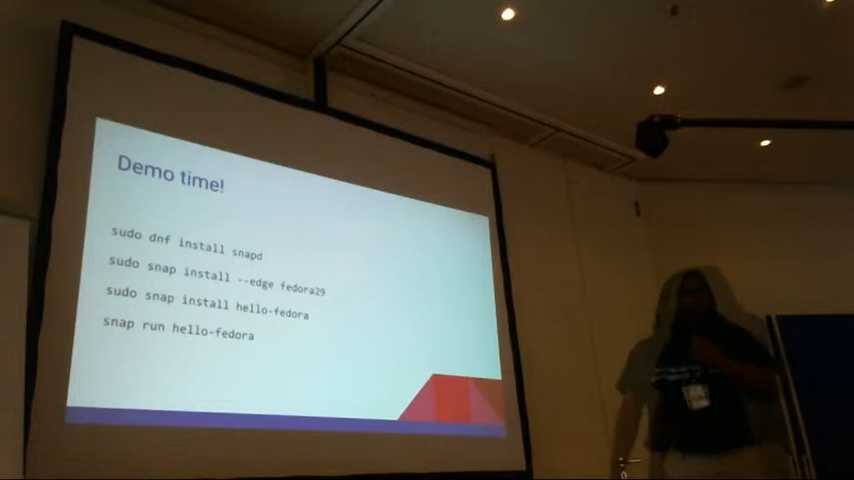 Demo time!
sudo dnf install snapd
sudo snap install --edge fedora29
sudo snap install hello-fedora
snap run hello-fedora